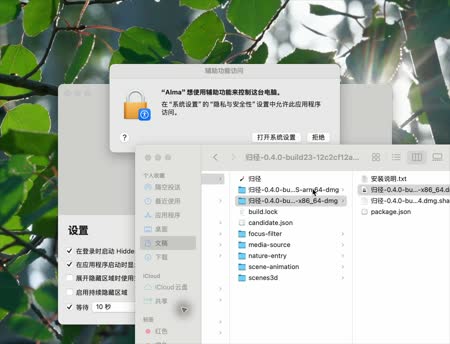 辅助功能访问
“Alma”想使用辅助功能来控制这台电脑。
在“系统设置”的“隐私与安全性”设置中允许此应用程序访问。
?
打开系统设置
拒绝
归径-0.4.0-build23-12c2cf12a...
个人收藏
隔空投送
最近使用
应用程序
桌面
文稿
下载
iCloud
iCloud 云盘
共享
标签
红色
归径
归径-0.4.0-bu...S-arm64-dmg
归径-0.4.0-bu...-x86_64-dmg
build.lock
candidate.json
focus-filter
media-source
nature-entry
scene-animation
scenes3d
安装说明.txt
归径-0.4.0-bu...-x86_64.d
归径-0.4.0-bu...4.dmg.sha
package.json
设置
在登录时启动 Hidde
在应用程序启动时显
展开隐藏区域时使用
启用持续隐藏区域
等待 10 秒